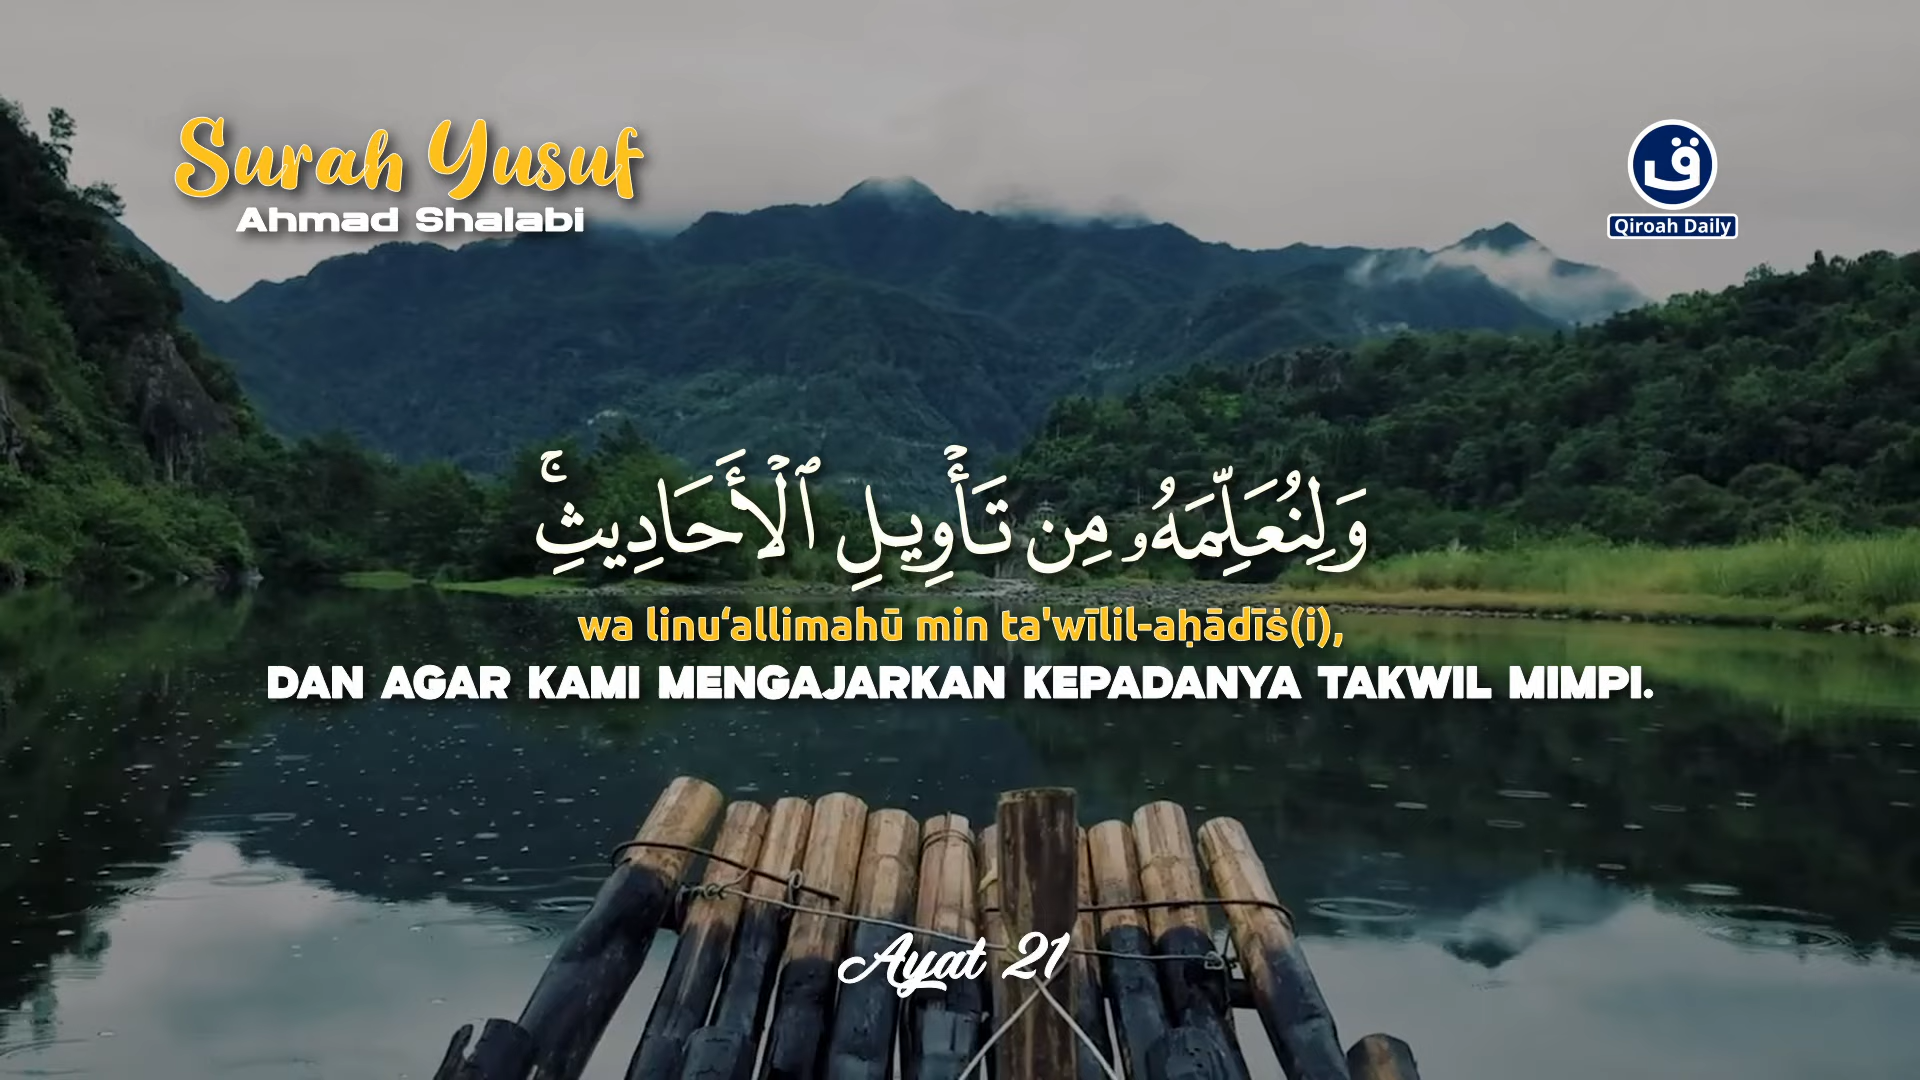 Surah Yusuf
Ahmad Shalabi
ق
Qiroah Daily
وَلِنُعَلِّمَهُۥ مِن تَأْوِيلِ ٱلْأَحَادِيثِۚ
wa linu‘allimahū min ta'wīlil-aḥādīṡ(i),
DAN AGAR KAMI MENGAJARKAN KEPADANYA TAKWIL MIMPI.
Ayat 21